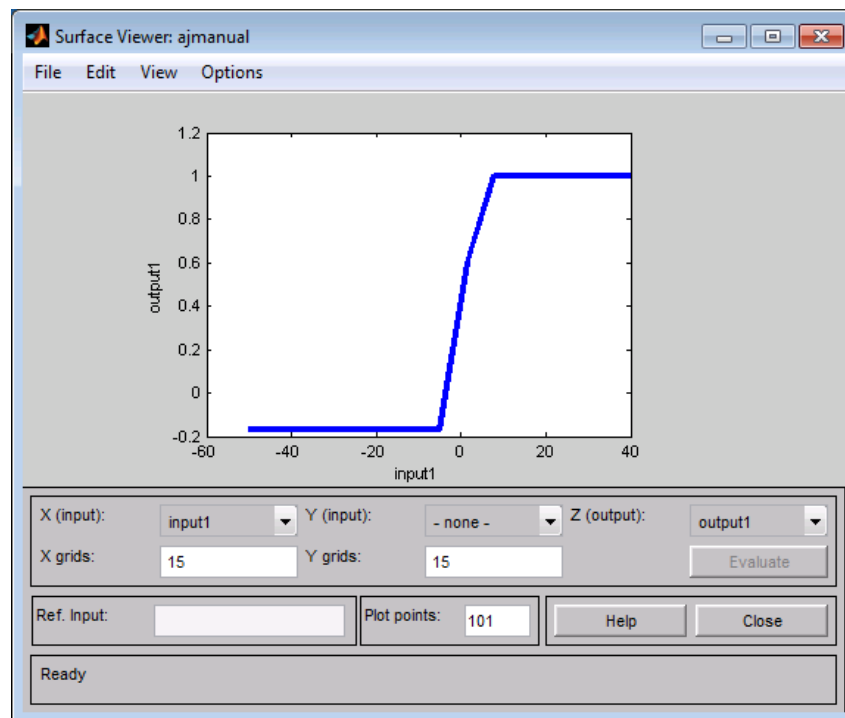 Surface Viewer: ajmanual
File Edit View Options
1.2
1
0.8
0.6
0.4
0.2
0
-0.2
output1
-60 -40 -20 0 20 40
input1
X (input): input1 Y (input): - none - Z (output): output1
X grids: 15 Y grids: 15 Evaluate
Ref. Input: Plot points: 101 Help Close
Ready